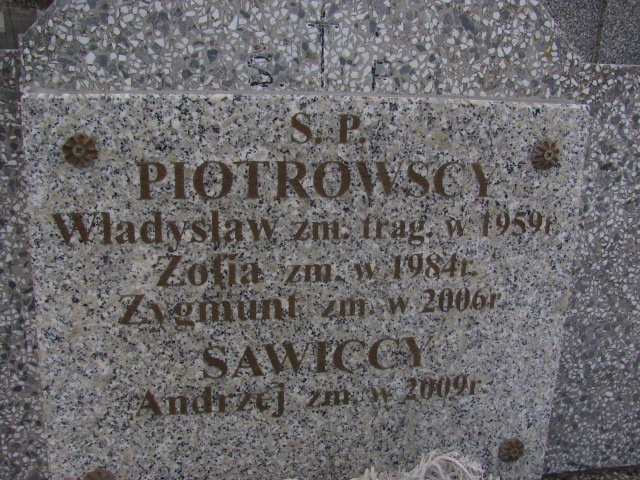 Ś. P.
Ś. P.
PIOTROWSCY
Władysław zm. trag. w 1959r.
Zofia zm. w 1984r.
Zygmunt zm. w 2006r.
SAWICCY
Andrzej zm. w 2009r.